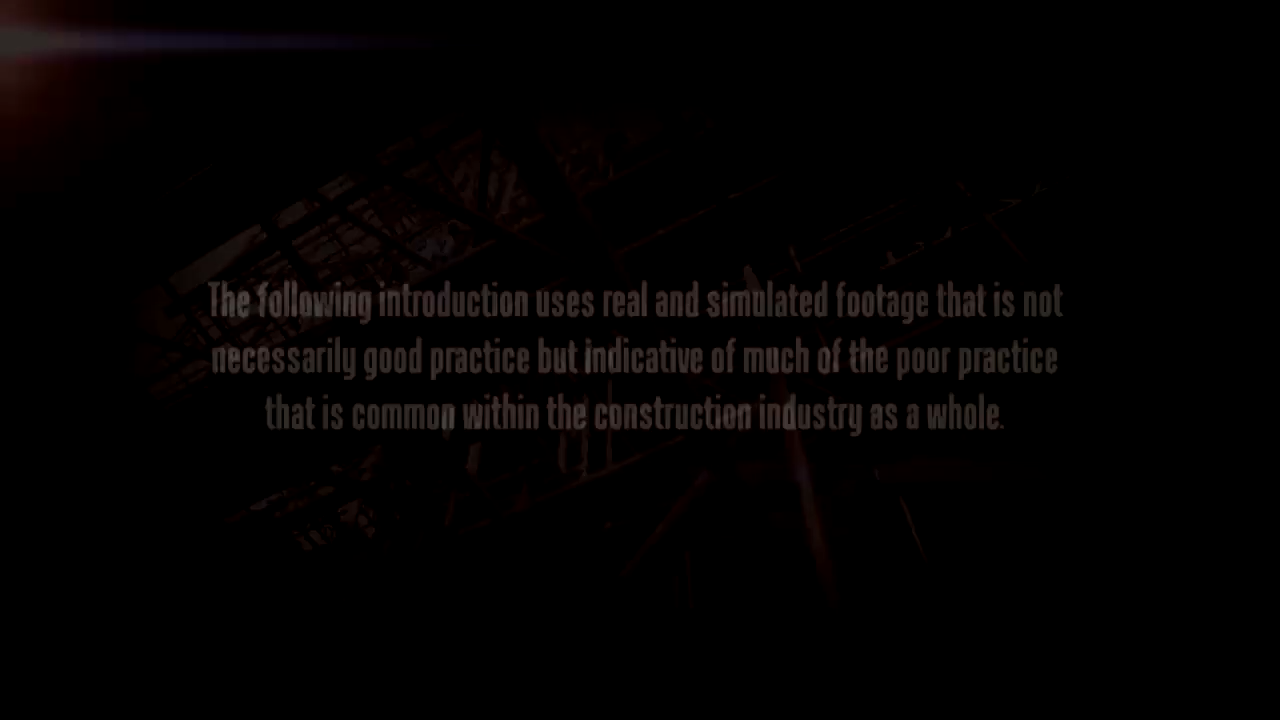 The following introduction uses real and simulated footage that is not
necessarily good practice but indicative of much of the poor practice
that is common within the construction industry as a whole.